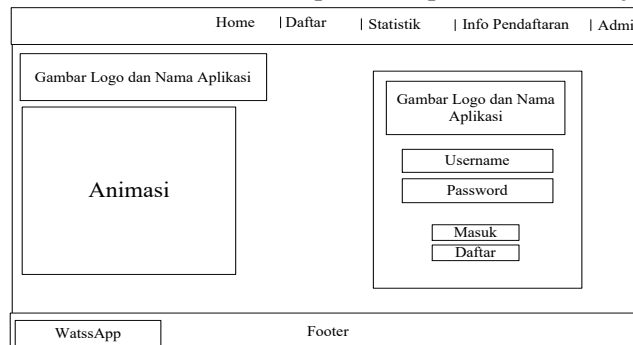 Home | Daftar | Statistik | Info Pendaftaran | Admi
Gambar Logo dan Nama Aplikasi
Animasi
Gambar Logo dan Nama
Aplikasi
Username
Password
Masuk
Daftar
WatssApp
Footer